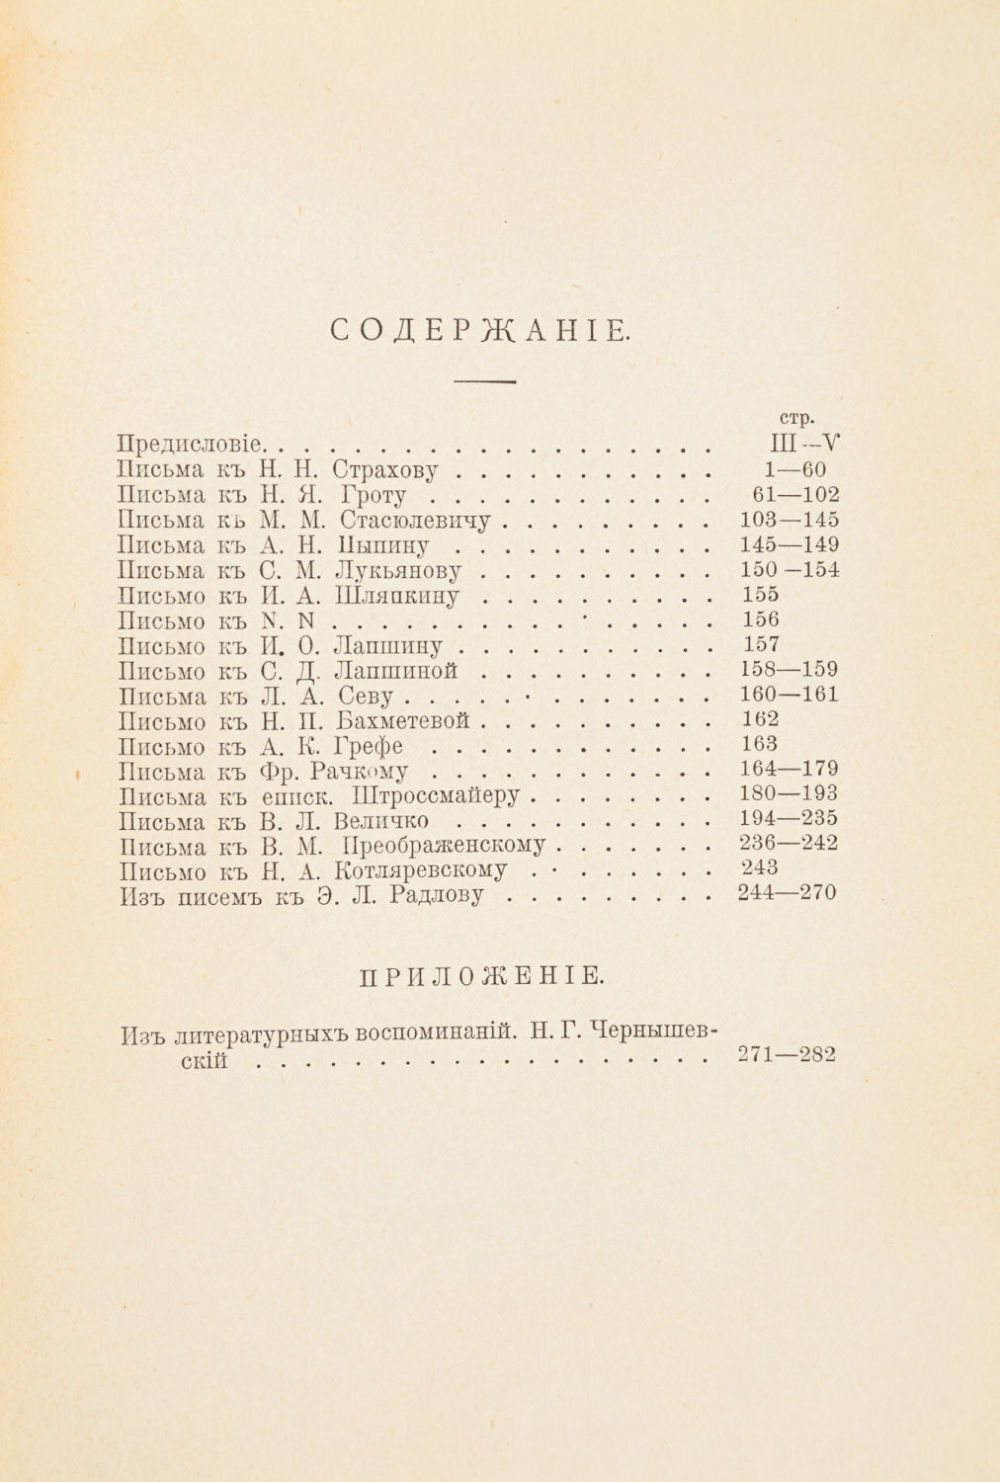 СОДЕРЖАНІЕ.
стр.
Предисловіе. . . . . . . . . . . . . . . . . . . III—V
Письма къ Н. Н. Страхову . . . . . . . . . . . 1—60
Письма къ Н. Я. Гроту . . . . . . . . . . . . 61—102
Письма къ М. М. Стасюлевичу . . . . . . . . . 103—145
Письма къ А. Н. Пыпину . . . . . . . . . . . 145—149
Письма къ С. М. Лукьянову . . . . . . . . . . 150—154
Письмо къ И. А. Шляпкину . . . . . . . . . . 155
Письмо къ N. N . . . . . . . . . . . . . . . . 156
Письмо къ И. О. Лапшину . . . . . . . . . . . 157
Письмо къ С. Д. Лапшиной . . . . . . . . . . 158—159
Письма къ Л. А. Севу . . . . . . . . . . . . . 160—161
Письмо къ Н. П. Бахметевой . . . . . . . . . . 162
Письмо къ А. К. Грефе . . . . . . . . . . . . 163
Письма къ Фр. Рачкому . . . . . . . . . . . . 164—179
Письма къ еписк. Штроссмайеру . . . . . . . . 180—193
Письма къ В. Л. Величко . . . . . . . . . . . 194—235
Письма къ В. М. Преображенскому . . . . . . . 236—242
Письмо къ Н. А. Котляревскому . . . . . . . . 243
Изъ писемъ къ Э. Л. Радлову . . . . . . . . . 244—270
ПРИЛОЖЕНІЕ.
Изъ литературныхъ воспоминаній. Н. Г. Чернышев-
скій . . . . . . . . . . . . . . . . . . . 271—282